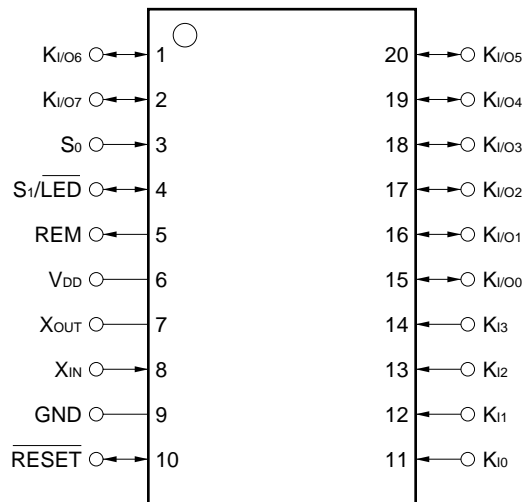 KI/O6 1 20 KI/O5
KI/O7 2 19 KI/O4
S0 3 18 KI/O3
S1/LED 4 17 KI/O2
REM 5 16 KI/O1
VDD 6 15 KI/O0
XOUT 7 14 KI3
XIN 8 13 KI2
GND 9 12 KI1
RESET 10 11 KI0